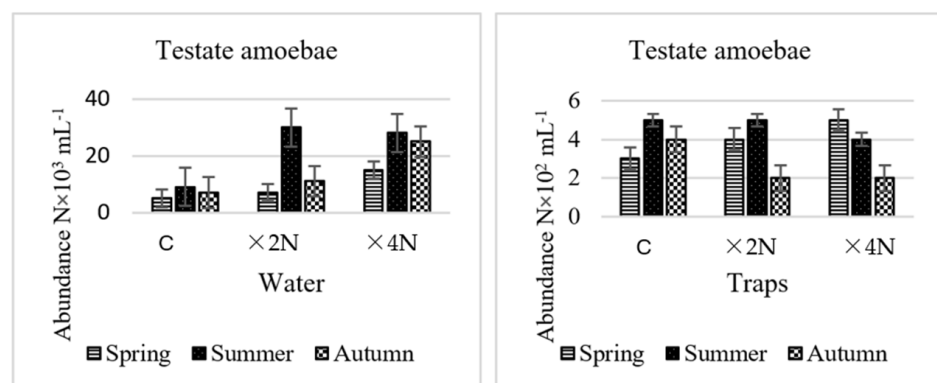 Testate amoebae
Abundance N×10³ mL⁻¹
40
20
0
C ×2N ×4N
Water
Spring Summer Autumn
Testate amoebae
Abundance N×10² mL⁻¹
6
4
2
0
C ×2N ×4N
Traps
Spring Summer Autumn